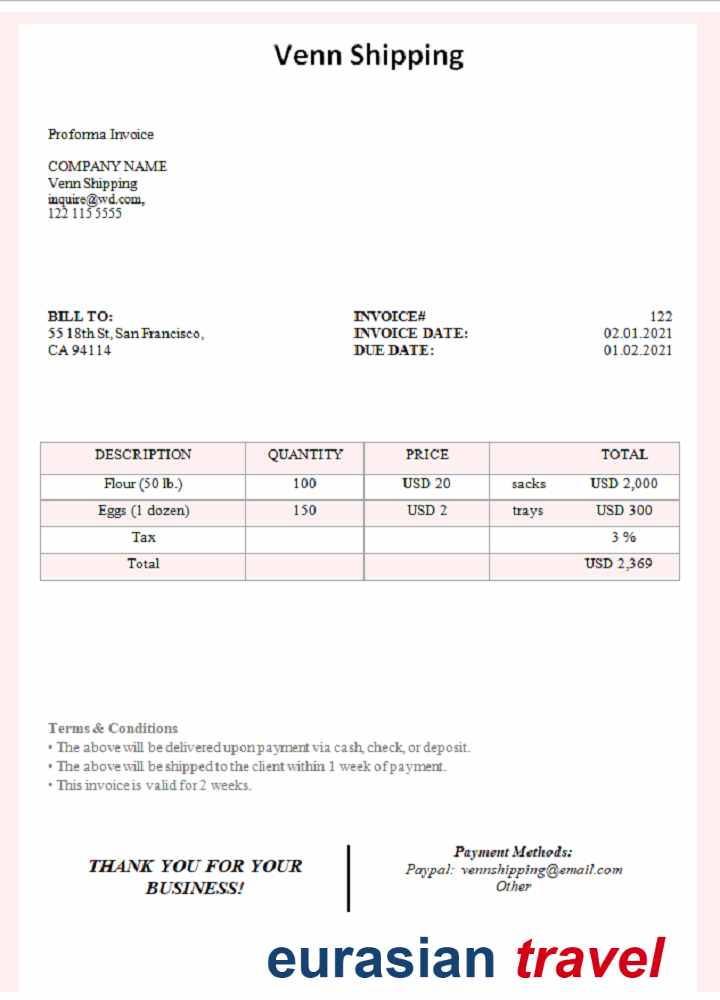 Venn Shipping
Proforma Invoice
COMPANY NAME
Venn Shipping
inquire@wd.com,
122 115 5555
BILL TO:
55 18th St, San Francisco,
CA 94114
INVOICE# 122
INVOICE DATE: 02.01.2021
DUE DATE: 01.02.2021
DESCRIPTION QUANTITY PRICE TOTAL
Flour (50 lb.) 100 USD 20 sacks USD 2,000
Eggs (1 dozen) 150 USD 2 trays USD 300
Tax 3 %
Total USD 2,369
Terms & Conditions
• The above will be delivered upon payment via cash, check, or deposit.
• The above will be shipped to the client within 1 week of payment.
• This invoice is valid for 2 weeks.
THANK YOU FOR YOUR
BUSINESS!
Payment Methods:
Paypal: vennshipping@email.com
Other
eurasian travel